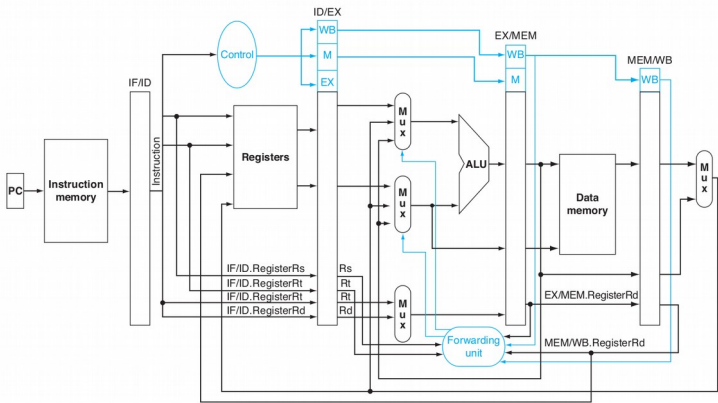 ID/EX
WB
EX/MEM
Control
M
WB
MEM/WB
IF/ID
EX
M
WB
Mux
Instruction
Registers
ALU
Mux
PC
Instruction
memory
Mux
Data
memory
IF/ID.RegisterRs
Rs
IF/ID.RegisterRt
Rt
IF/ID.RegisterRt
Rt
Mux
EX/MEM.RegisterRd
IF/ID.RegisterRd
Rd
Forwarding
unit
MEM/WB.RegisterRd